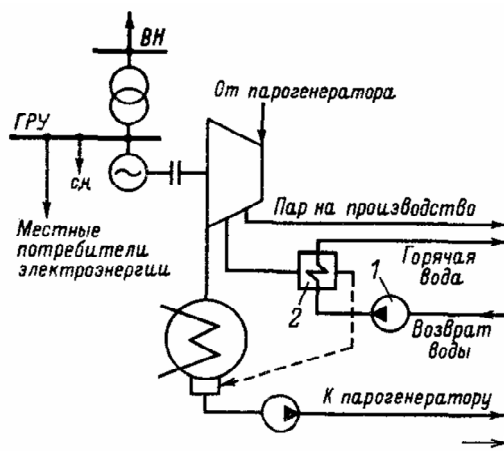 ВН
От парогенератора
ГРУ
с.н.
Местные
потребители
электроэнергии
Пар на производство
Горячая
вода
1
2
Возврат
воды
К парогенератору